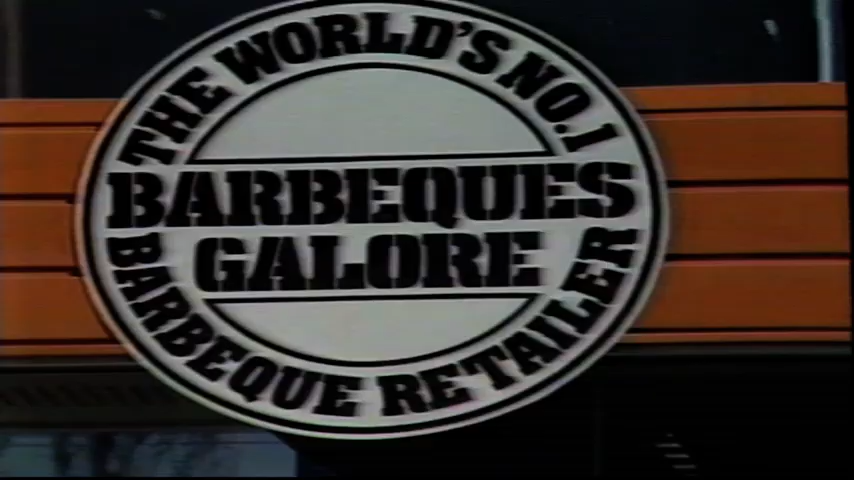 THE WORLD'S NO.1
BARBEQUES
GALORE
BARBEQUE RETAILER